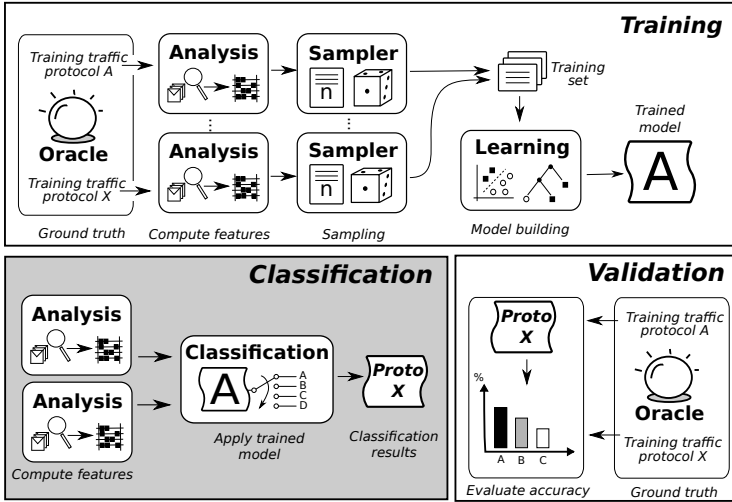 Training
Training traffic
protocol A
Oracle
Training traffic
protocol X
Ground truth
Analysis
...
Analysis
Compute features
Sampler
n
...
Sampler
n
Sampling
Training
set
Learning
Model building
Trained
model
A
Classification
Analysis
Analysis
Compute features
Classification
A
A
B
C
D
Apply trained
model
Proto
X
Classification
results
Validation
Proto
X
%
A B C
Evaluate accuracy
Training traffic
protocol A
Oracle
Training traffic
protocol X
Ground truth